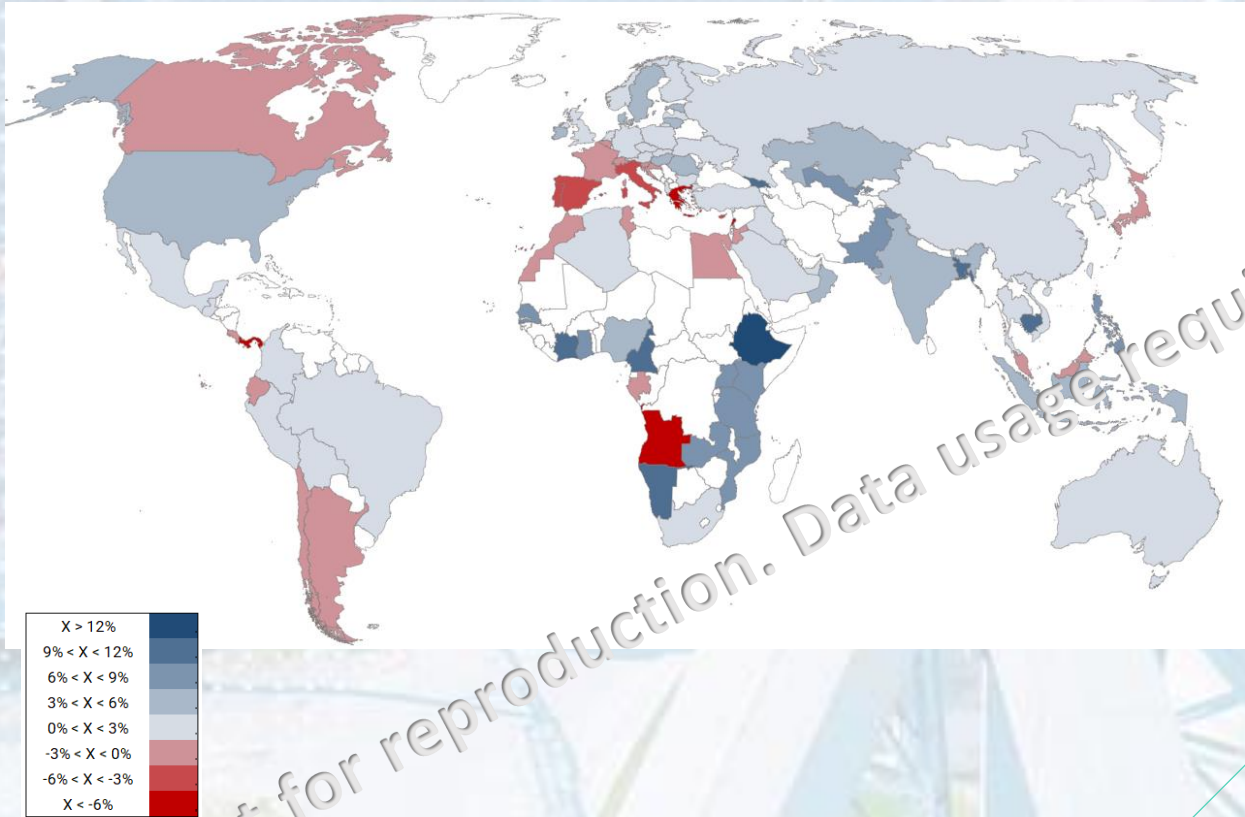 t for reproduction. Data usage requ
X > 12%
9% < X < 12%
6% < X < 9%
3% < X < 6%
0% < X < 3%
-3% < X < 0%
-6% < X < -3%
X < -6%